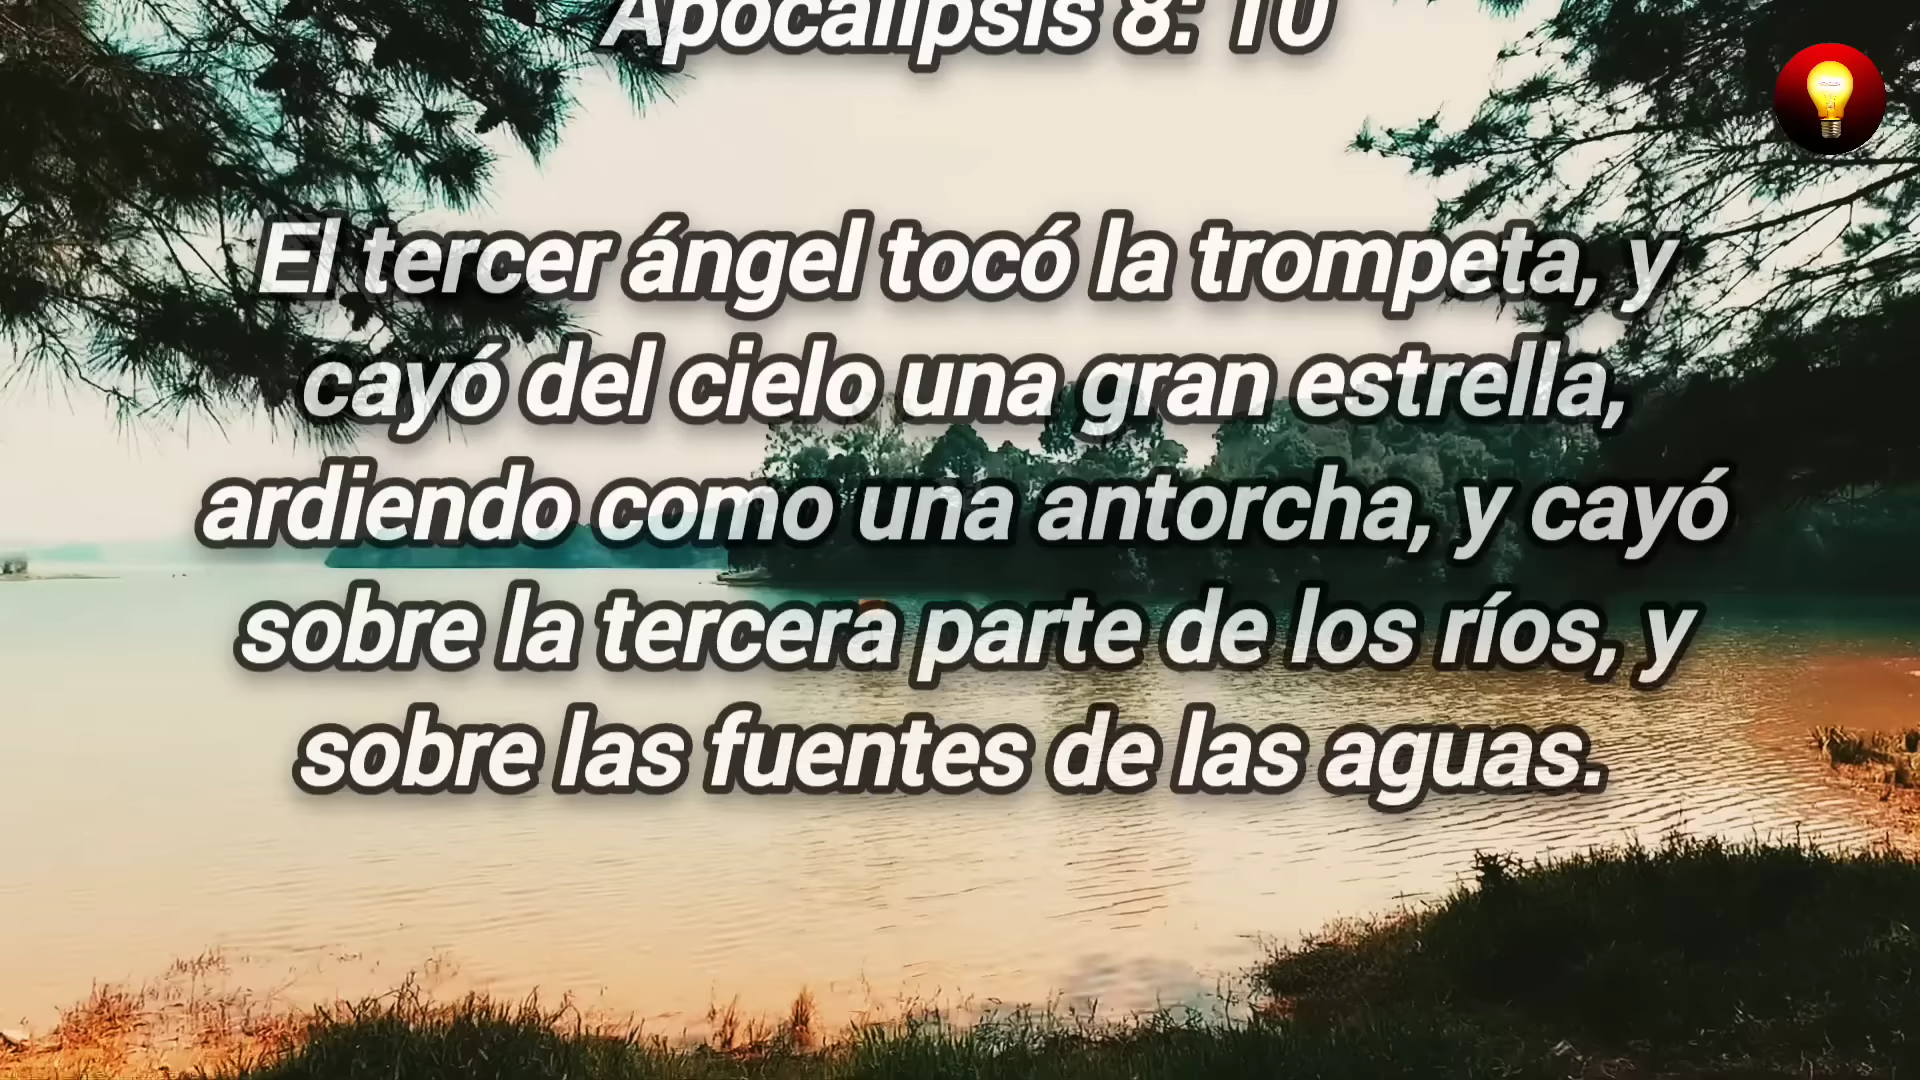 Apocalipsis 8: 10
El tercer ángel tocó la trompeta, y
cayó del cielo una gran estrella,
ardiendo como una antorcha, y cayó
sobre la tercera parte de los ríos, y
sobre las fuentes de las aguas.